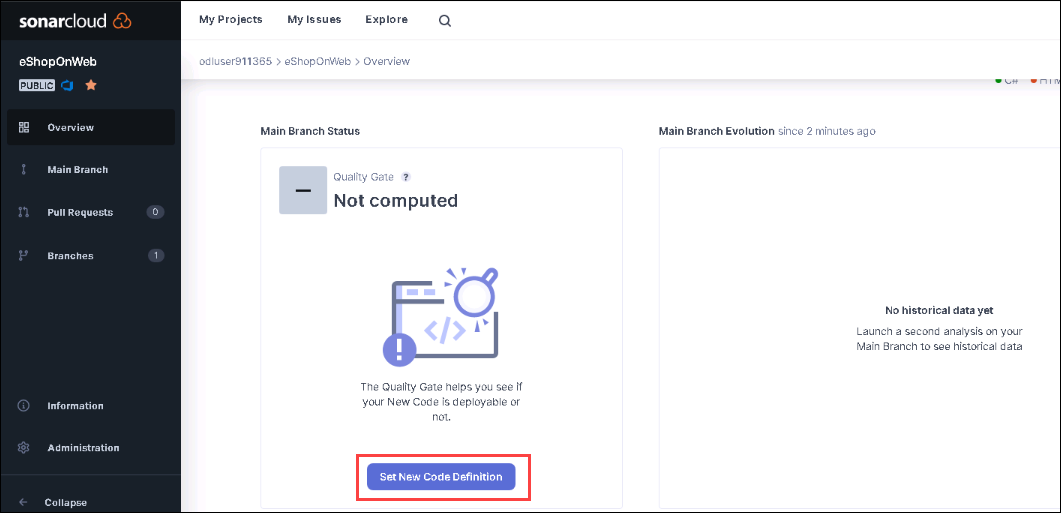 sonarcloud
My Projects My Issues Explore
eShopOnWeb
PUBLIC
odluser911365 > eShopOnWeb > Overview
C# HTM
Overview
Main Branch
Pull Requests 0
Branches 1
Information
Administration
Collapse
Main Branch Status
Quality Gate ?
Not computed
</>
!
The Quality Gate helps you see if
your New Code is deployable or
not.
Set New Code Definition
Main Branch Evolution since 2 minutes ago
No historical data yet
Launch a second analysis on your
Main Branch to see historical data